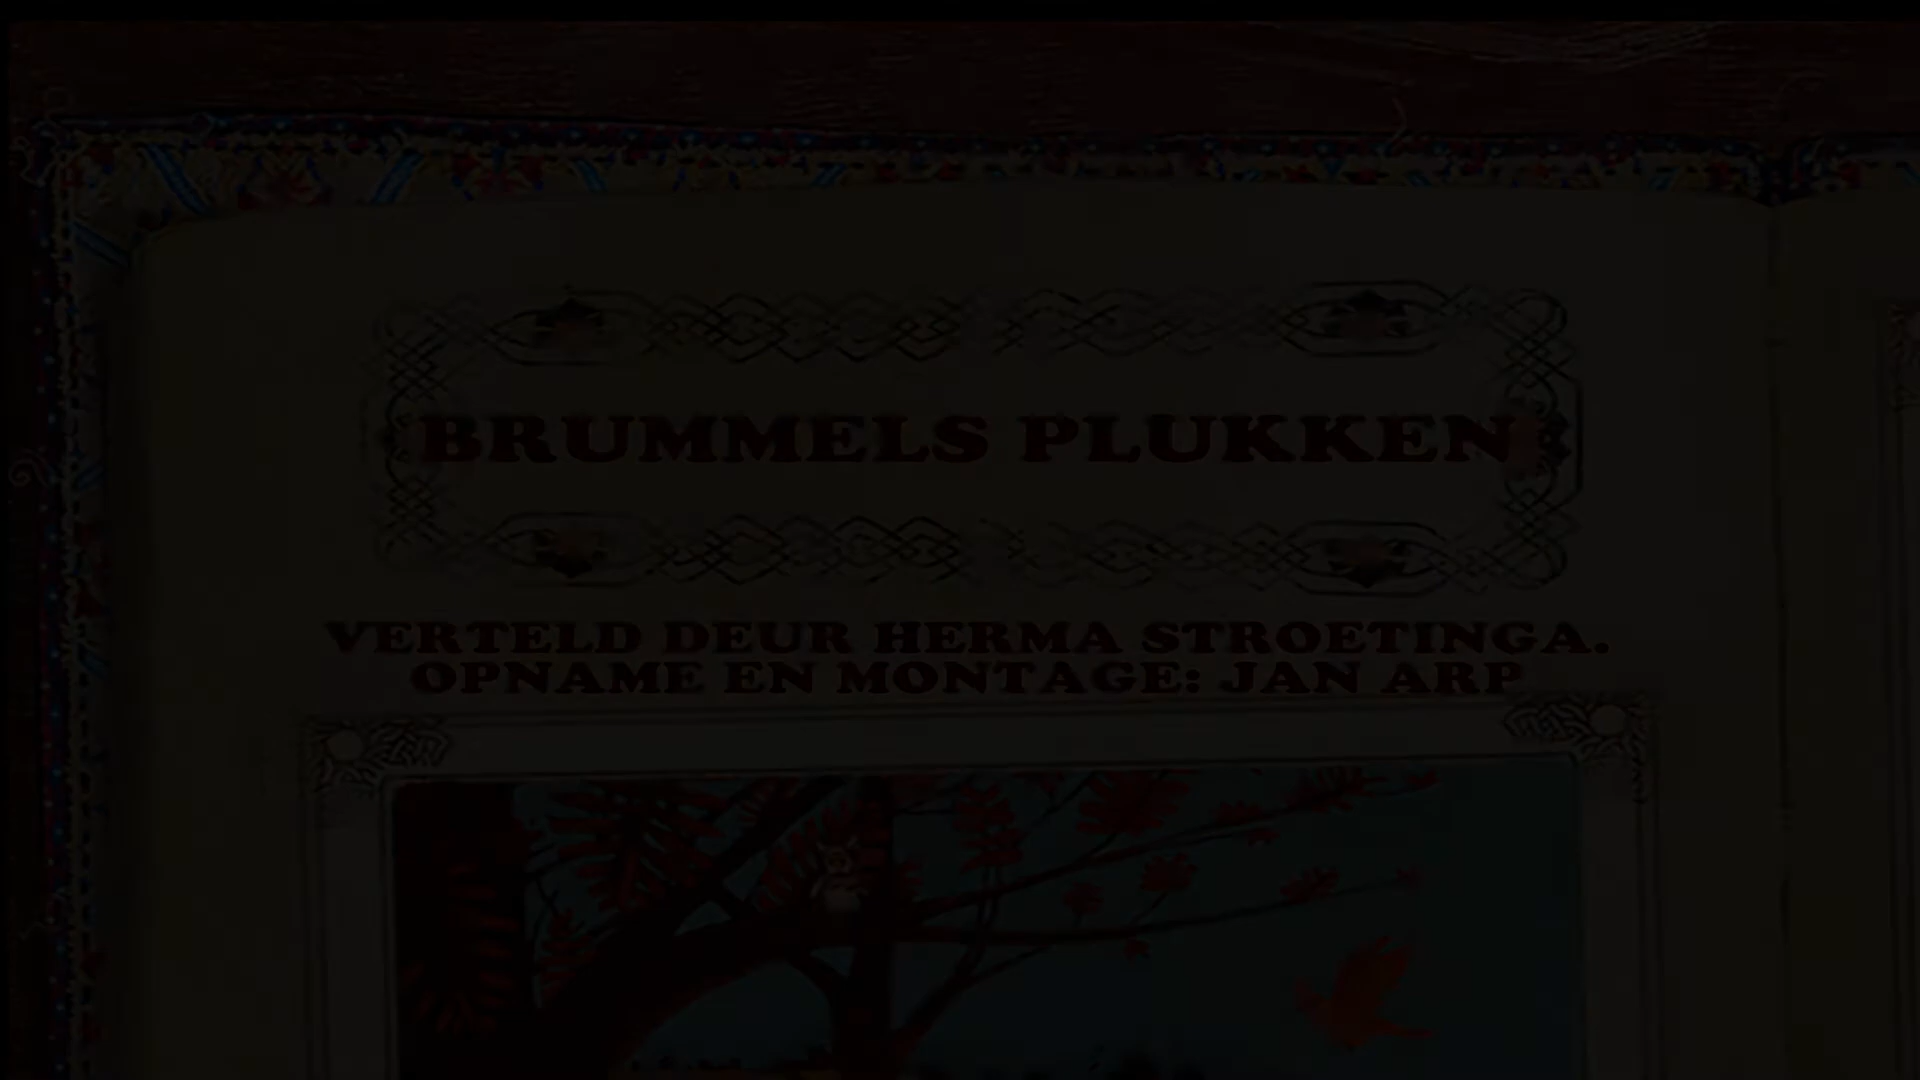 BRUMMELS PLUKKEN
VERTELD DEUR HERMA STROETINGA.
OPNAME EN MONTAGE: JAN ARP